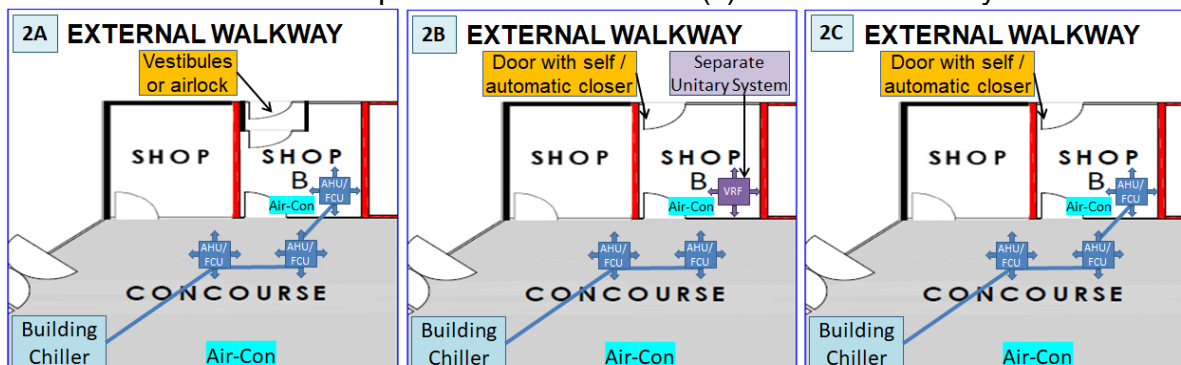 2A EXTERNAL WALKWAY
Vestibules
or airlock
SHOP
SHOP
B
AHU/
FCU
Air-Con
AHU/
FCU
AHU/
FCU
CONCOURSE
Building
Chiller
Air-Con
2B EXTERNAL WALKWAY
Door with self /
automatic closer
Separate
Unitary System
SHOP
SHOP
B
VRF
Air-Con
AHU/
FCU
AHU/
FCU
CONCOURSE
Building
Chiller
Air-Con
2C EXTERNAL WALKWAY
Door with self /
automatic closer
SHOP
SHOP
B
AHU/
FCU
Air-Con
AHU/
FCU
AHU/
FCU
CONCOURSE
Building
Chiller
Air-Con